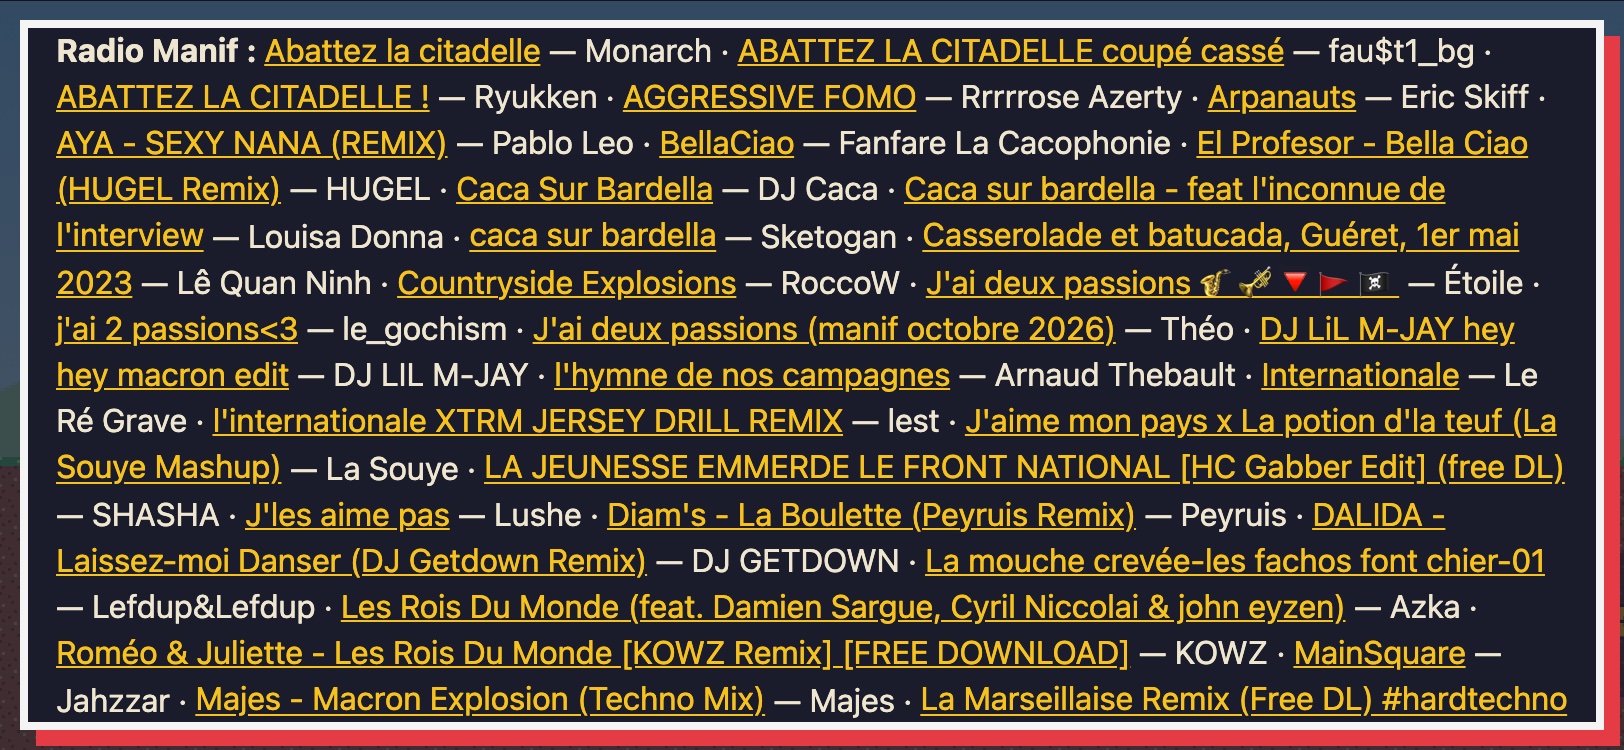 Radio Manif : Abattez la citadelle — Monarch · ABATTEZ LA CITADELLE coupé cassé — fau$t1_bg ·
ABATTEZ LA CITADELLE ! — Ryukken · AGGRESSIVE FOMO — Rrrrrose Azerty · Arpanauts — Eric Skiff ·
AYA - SEXY NANA (REMIX) — Pablo Leo · BellaCiao — Fanfare La Cacophonie · El Profesor - Bella Ciao
(HUGEL Remix) — HUGEL · Caca Sur Bardella — DJ Caca · Caca sur bardella - feat l'inconnue de
l'interview — Louisa Donna · caca sur bardella — Sketogan · Casserolade et batucada, Guéret, 1er mai
2023 — Lê Quan Ninh · Countryside Explosions — RoccoW · J'ai deux passions 🎷 🎺 🔻 🚩 🏴‍☠️ — Étoile ·
j'ai 2 passions<3 — le_gochism · J'ai deux passions (manif octobre 2026) — Théo · DJ LiL M-JAY hey
hey macron edit — DJ LIL M-JAY · l'hymne de nos campagnes — Arnaud Thebault · Internationale — Le
Ré Grave · l'internationale XTRM JERSEY DRILL REMIX — lest · J'aime mon pays x La potion d'la teuf (La
Souye Mashup) — La Souye · LA JEUNESSE EMMERDE LE FRONT NATIONAL [HC Gabber Edit] (free DL)
— SHASHA · J'les aime pas — Lushe · Diam's - La Boulette (Peyruis Remix) — Peyruis · DALIDA -
Laissez-moi Danser (DJ Getdown Remix) — DJ GETDOWN · La mouche crevée-les fachos font chier-01
— Lefdup&Lefdup · Les Rois Du Monde (feat. Damien Sargue, Cyril Niccolai & john eyzen) — Azka ·
Roméo & Juliette - Les Rois Du Monde [KOWZ Remix] [FREE DOWNLOAD] — KOWZ · MainSquare —
Jahzzar · Majes - Macron Explosion (Techno Mix) — Majes · La Marseillaise Remix (Free DL) #hardtechno